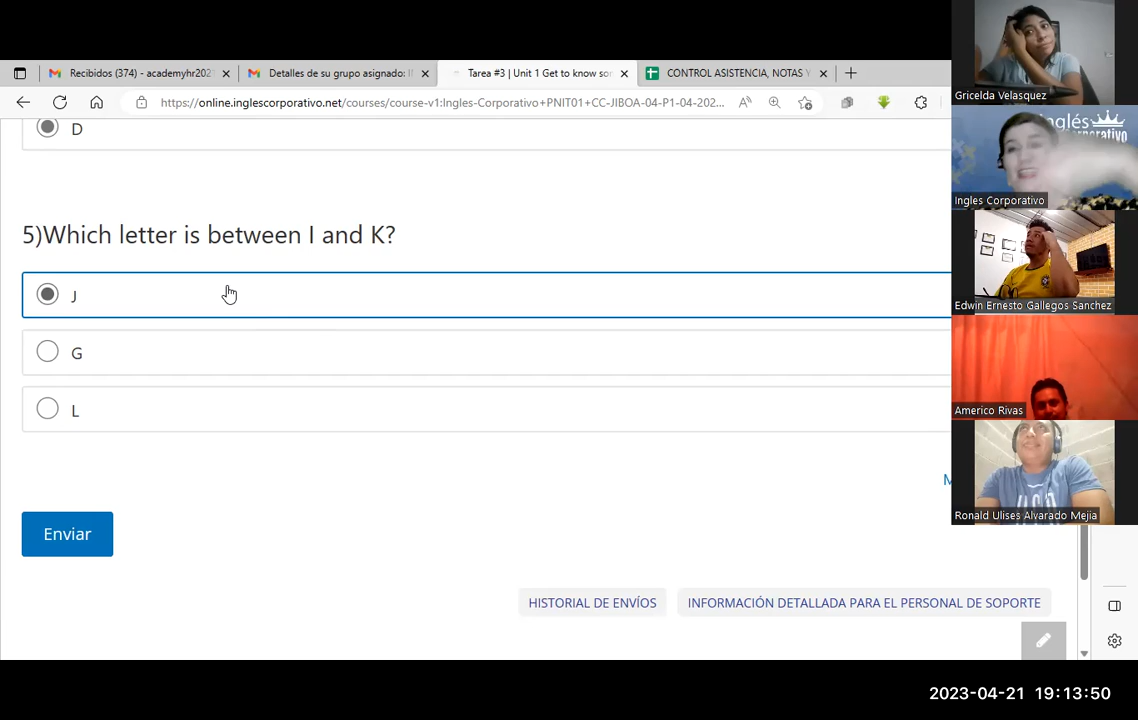 Recibidos (374) - academyhr202
Detalles de su grupo asignado: I
Tarea #3 | Unit 1 Get to know so
CONTROL ASISTENCIA, NOTAS Y
https://online.inglescorporativo.net/courses/course-v1:Ingles-Corporativo+PNIT01+CC-JIBOA-04-P1-04-202...
D
5)Which letter is between I and K?
J
G
L
M
Enviar
HISTORIAL DE ENVÍOS
INFORMACIÓN DETALLADA PARA EL PERSONAL DE SOPORTE
Gricelda Velasquez
Inglés
Ingles Corporativo
Edwin Ernesto Gallegos Sanchez
Americo Rivas
Ronald Ulises Alvarado Mejia
2023-04-21 19:13:50